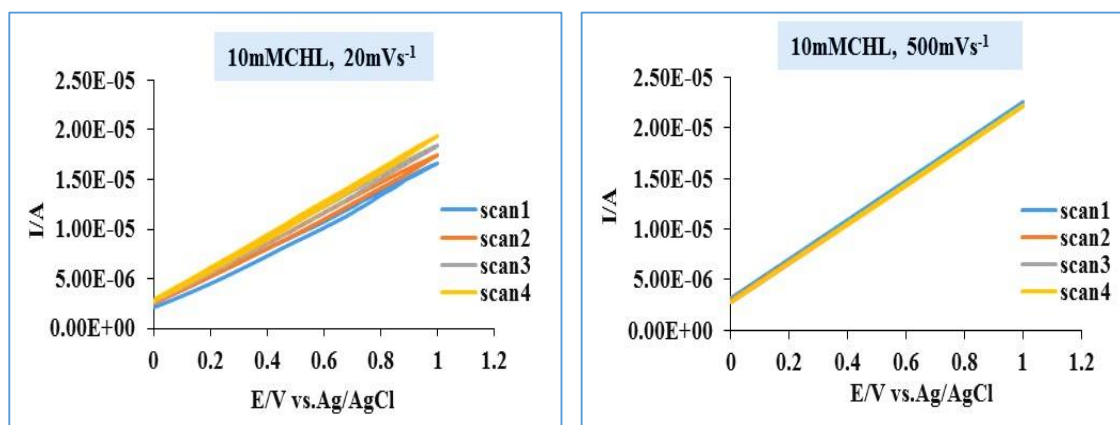 10mMCHL, 20mVs⁻¹
2.50E-05
2.00E-05
1.50E-05
1.00E-05
5.00E-06
0.00E+00
I/A
scan1
scan2
scan3
scan4
0 0.2 0.4 0.6 0.8 1 1.2
E/V vs.Ag/AgCl
10mMCHL, 500mVs⁻¹
2.50E-05
2.00E-05
1.50E-05
1.00E-05
5.00E-06
0.00E+00
I/A
scan1
scan2
scan3
scan4
0 0.2 0.4 0.6 0.8 1 1.2
E/V vs.Ag/AgCl